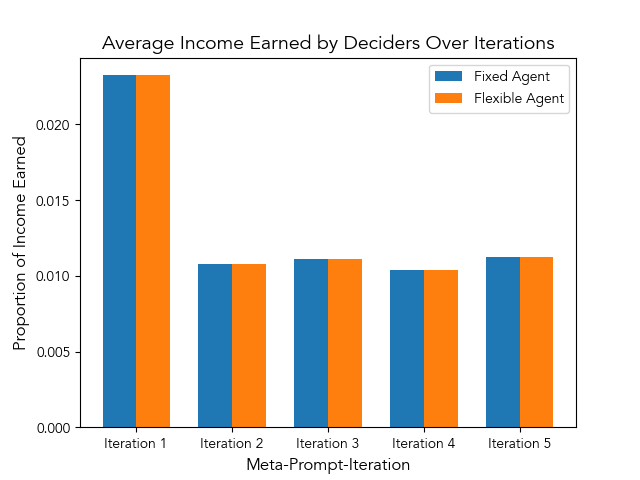 Average Income Earned by Deciders Over Iterations
Fixed Agent
Flexible Agent
Proportion of Income Earned
0.020
0.015
0.010
0.005
0.000
Iteration 1
Iteration 2
Iteration 3
Iteration 4
Iteration 5
Meta-Prompt-Iteration